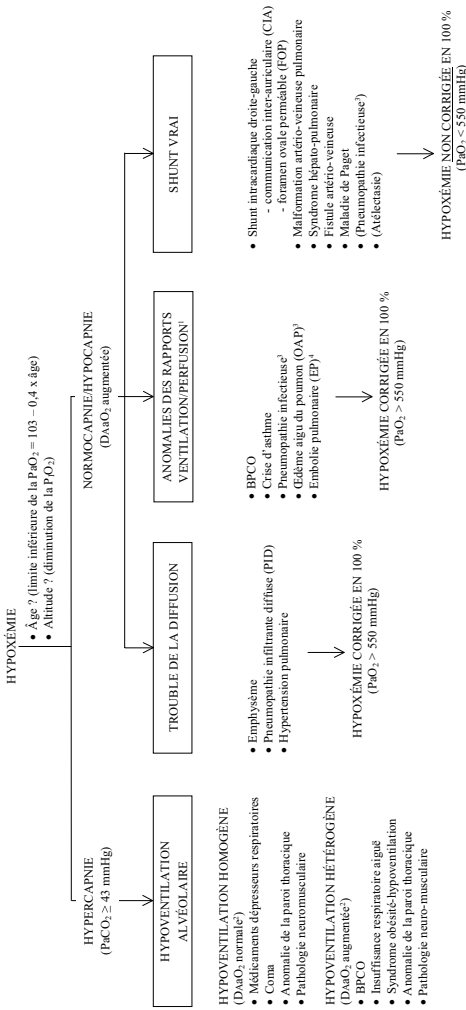 HYPOXÉMIE
• Âge ? (limite inférieure de la PaO2 = 103 – 0,4 x âge)
• Altitude ? (diminution de la PIO2)
HYPERCAPNIE
(PaCO2 ≥ 43 mmHg)
NORMOCAPNIE/HYPOCAPNIE
(DAaO2 augmentée)
HYPOVENTILATION
ALVÉOLAIRE
TROUBLE DE LA DIFFUSION
ANOMALIES DES RAPPORTS
VENTILATION/PERFUSION1
SHUNT VRAI
HYPOVENTILATION HOMOGÈNE
(DAaO2 normale2)
• Médicaments dépresseurs respiratoires
• Coma
• Anomalie de la paroi thoracique
• Pathologie neuromusculaire
HYPOVENTILATION HÉTÉROGÈNE
(DAaO2 augmentée2)
• BPCO
• Insuffisance respiratoire aiguë
• Syndrome obésité-hypoventilation
• Anomalie de la paroi thoracique
• Pathologie neuro-musculaire
• Emphysème
• Pneumopathie infiltrante diffuse (PID)
• Hypertension pulmonaire
HYPOXÉMIE CORRIGÉE EN 100 %
(PaO2 > 550 mmHg)
• BPCO
• Crise d’asthme
• Pneumopathie infectieuse3
• Œdème aigu du poumon (OAP)3
• Embolie pulmonaire (EP)4
HYPOXÉMIE CORRIGÉE EN 100 %
(PaO2 > 550 mmHg)
• Shunt intracardiaque droite-gauche
- communication inter-auriculaire (CIA)
- foramen ovale perméable (FOP)
• Malformation artério-veineuse pulmonaire
• Syndrome hépato-pulmonaire
• Fistule artério-veineuse
• Maladie de Paget
• (Pneumopathie infectieuse3)
• (Atélectasie)
HYPOXÉMIE NON CORRIGÉE EN 100 %
(PaO2 < 550 mmHg)